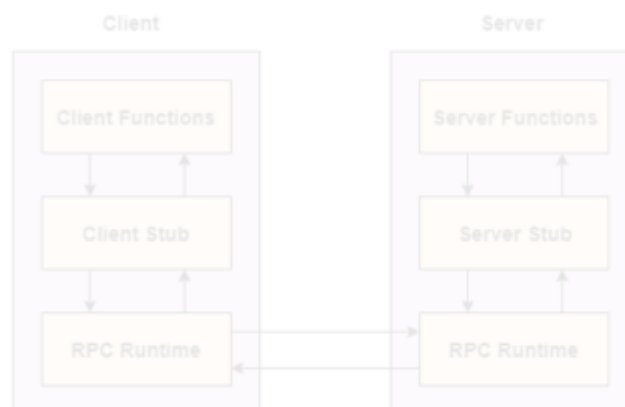 Client
Server
Client Functions
Server Functions
Client Stub
Server Stub
RPC Runtime
RPC Runtime